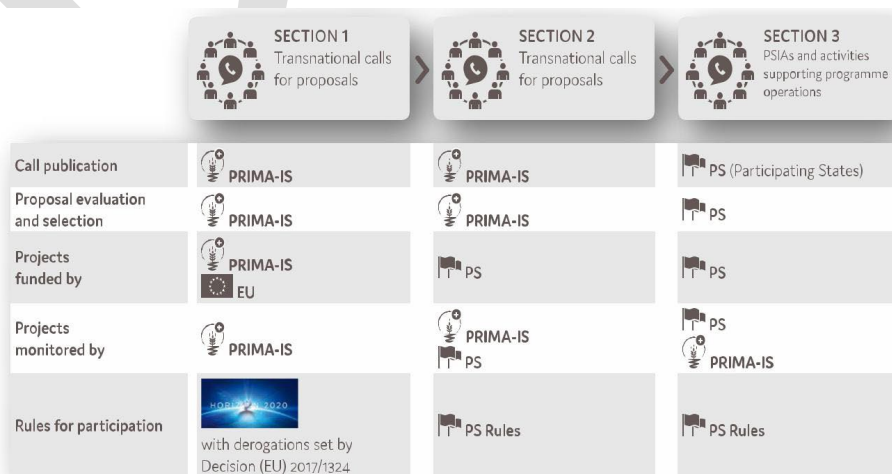 SECTION 1
Transnational calls
for proposals
SECTION 2
Transnational calls
for proposals
SECTION 3
PSIAs and activities
supporting programme
operations
Call publication
PRIMA-IS
PRIMA-IS
PS (Participating States)
Proposal evaluation
and selection
PRIMA-IS
PRIMA-IS
PS
Projects
funded by
PRIMA-IS
EU
PS
PS
Projects
monitored by
PRIMA-IS
PRIMA-IS
PS
PS
PRIMA-IS
Rules for participation
HORIZON 2020
with derogations set by
Decision (EU) 2017/1324
PS Rules
PS Rules